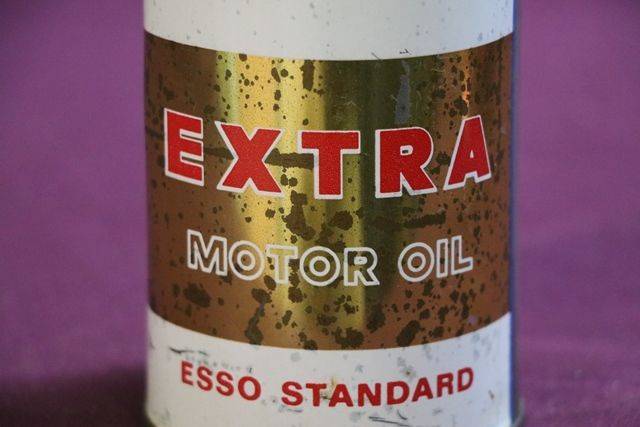 EXTRA
MOTOR OIL
ESSO STANDARD